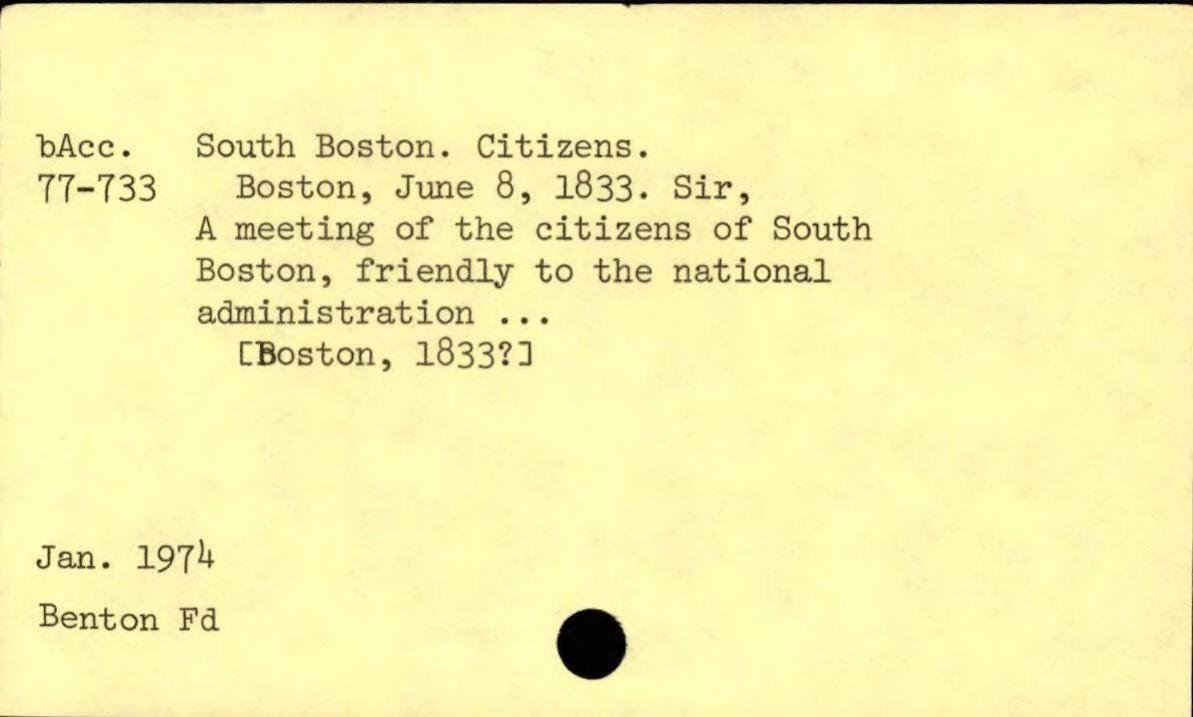 bAcc. South Boston. Citizens.
77-733 Boston, June 8, 1833. Sir,
A meeting of the citizens of South
Boston, friendly to the national
administration ...
[Boston, 1833?]
Jan. 1974
Benton Fd